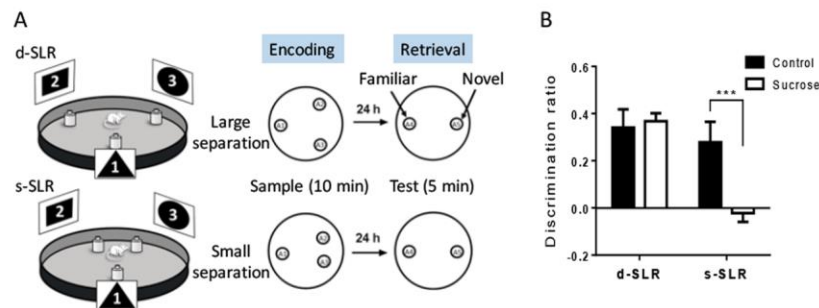 A
d-SLR
2
3
1
Encoding
Retrieval
Familiar
Novel
24 h
Large
separation
Sample (10 min)
Test (5 min)
s-SLR
2
3
1
24 h
Small
separation
B
Control
Sucrose
***
Discrimination ratio
0.6
0.4
0.2
0.0
-0.2
d-SLR
s-SLR